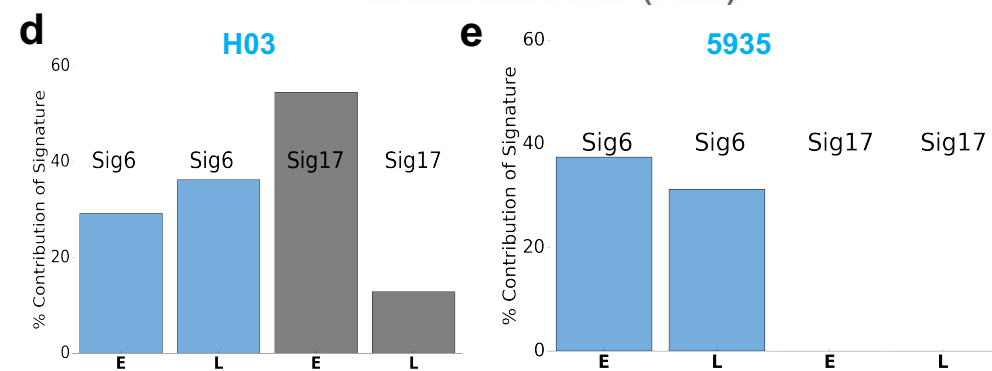 d
H03
% Contribution of Signature
60
40
20
0
Sig6 Sig6 Sig17 Sig17
E L E L
e
5935
% Contribution of Signature
60
40
20
0
Sig6 Sig6 Sig17 Sig17
E L E L